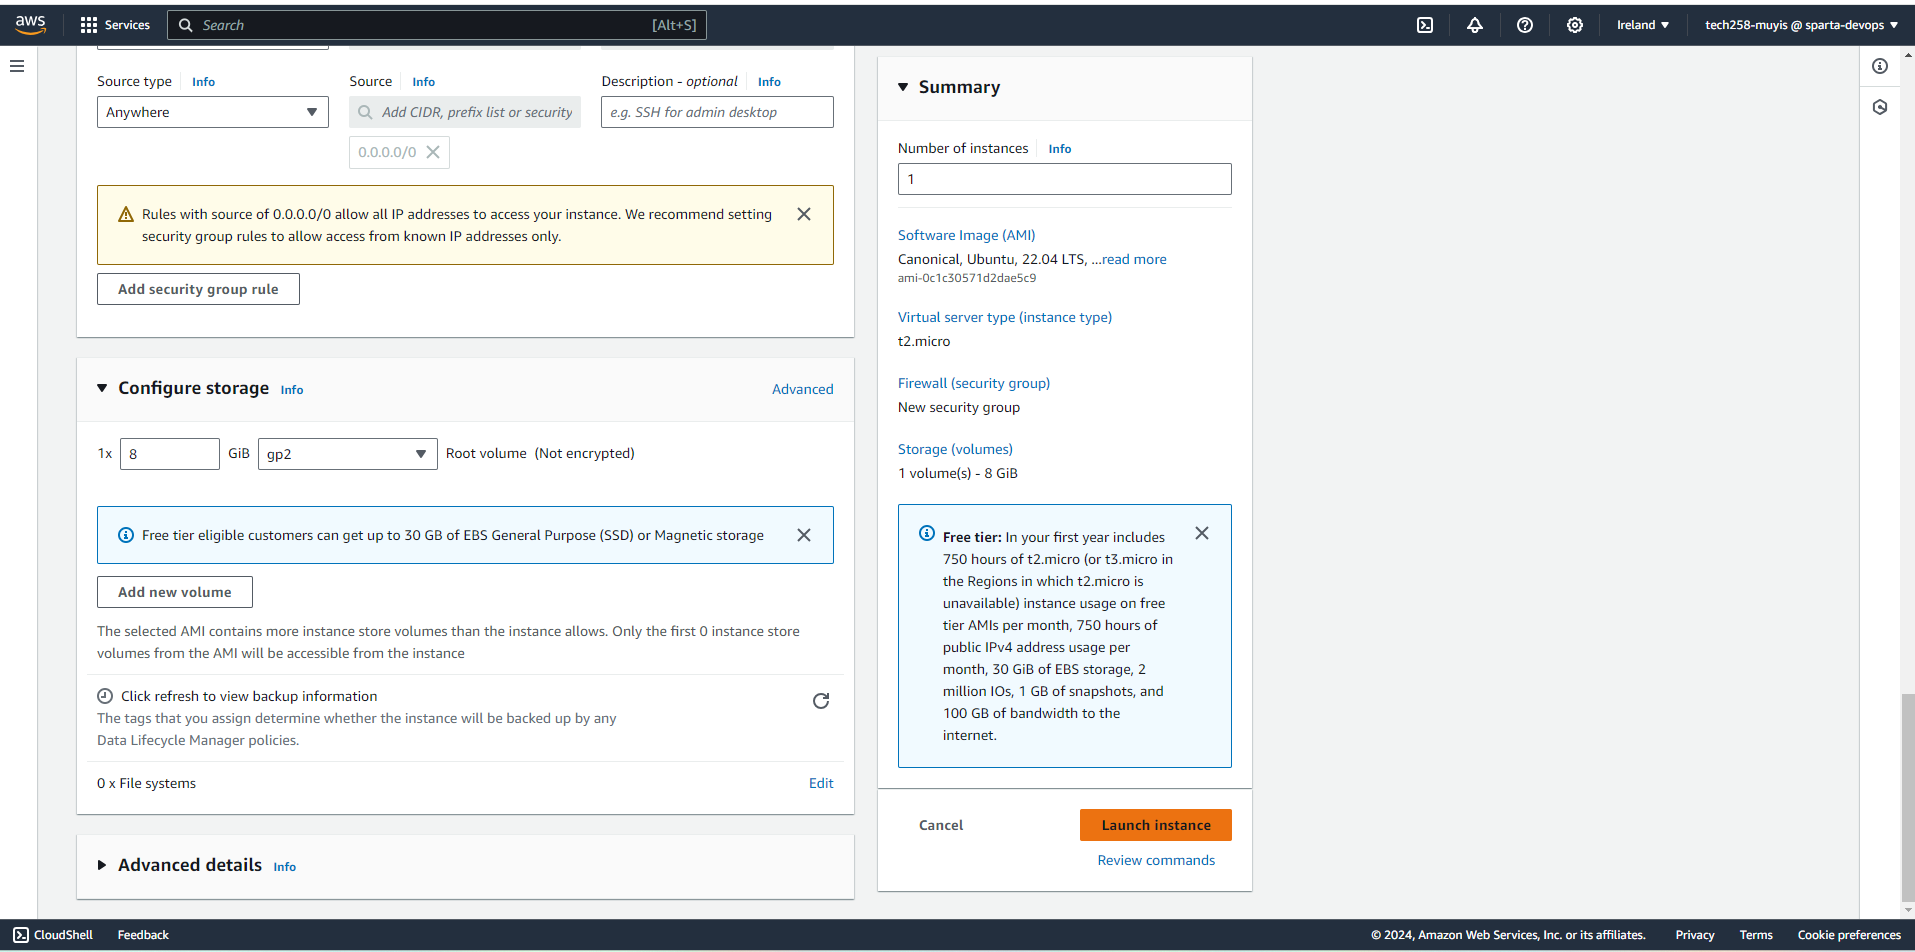 aws
Services
Search
[Alt+S]
Ireland
tech258-muyis @ sparta-devops
Source type
Info
Source
Info
Description - optional
Info
Anywhere
Add CIDR, prefix list or security
e.g. SSH for admin desktop
0.0.0.0/0
Rules with source of 0.0.0.0/0 allow all IP addresses to access your instance. We recommend setting
security group rules to allow access from known IP addresses only.
Add security group rule
Configure storage
Info
Advanced
1x
8
GiB
gp2
Root volume (Not encrypted)
Free tier eligible customers can get up to 30 GB of EBS General Purpose (SSD) or Magnetic storage
Add new volume
The selected AMI contains more instance store volumes than the instance allows. Only the first 0 instance store
volumes from the AMI will be accessible from the instance
Click refresh to view backup information
The tags that you assign determine whether the instance will be backed up by any
Data Lifecycle Manager policies.
0 x File systems
Edit
Advanced details
Info
Summary
Number of instances
Info
1
Software Image (AMI)
Canonical, Ubuntu, 22.04 LTS, ...read more
ami-0c1c30571d2dae5c9
Virtual server type (instance type)
t2.micro
Firewall (security group)
New security group
Storage (volumes)
1 volume(s) - 8 GiB
Free tier: In your first year includes
750 hours of t2.micro (or t3.micro in
the Regions in which t2.micro is
unavailable) instance usage on free
tier AMIs per month, 750 hours of
public IPv4 address usage per
month, 30 GiB of EBS storage, 2
million IOs, 1 GB of snapshots, and
100 GB of bandwidth to the
internet.
Cancel
Launch instance
Review commands
CloudShell
Feedback
© 2024, Amazon Web Services, Inc. or its affiliates.
Privacy
Terms
Cookie preferences